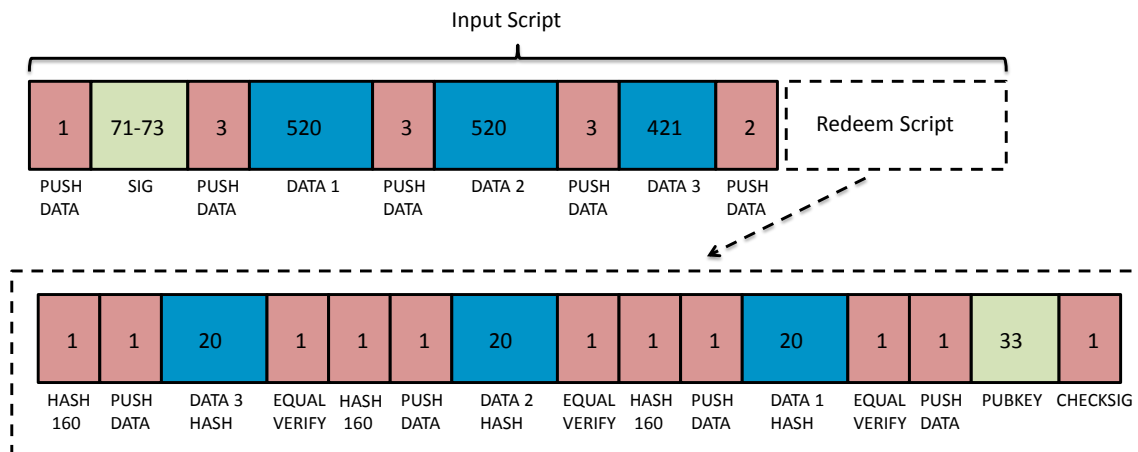 Input Script
1 71-73 3 520 3 520 3 421 2 Redeem Script
PUSH SIG PUSH DATA 1 PUSH DATA 2 PUSH DATA 3 PUSH
DATA DATA DATA DATA DATA
1 1 20 1 1 1 20 1 1 1 20 1 1 33 1
HASH PUSH DATA 3 EQUAL HASH PUSH DATA 2 EQUAL HASH PUSH DATA 1 EQUAL PUSH PUBKEY CHECKSIG
160 DATA HASH VERIFY 160 DATA HASH VERIFY 160 DATA HASH VERIFY DATA